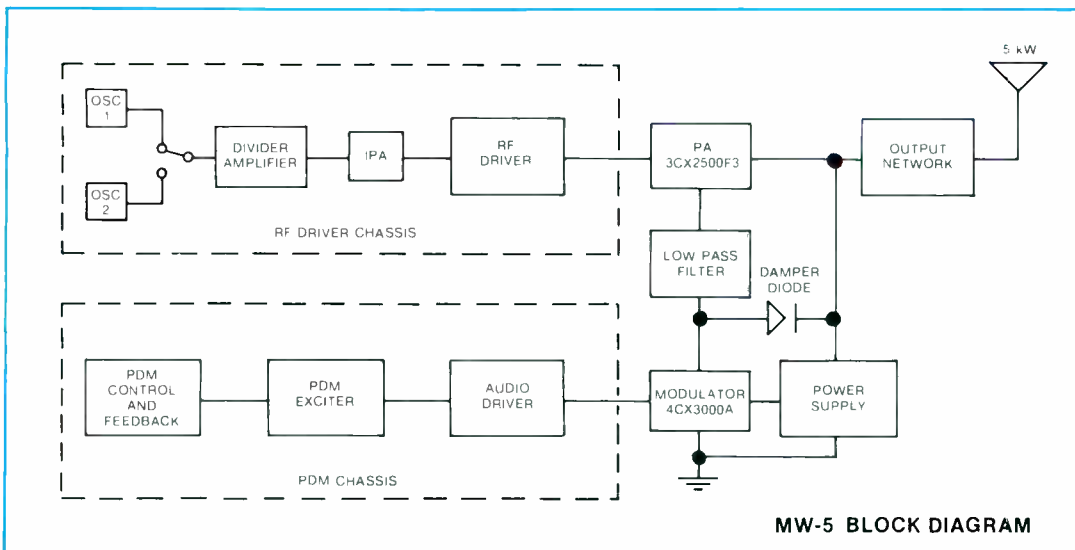 5 kW
OSC
1
DIVIDER
AMPLIFIER
IPA
RF
DRIVER
OSC
2
RF DRIVER CHASSIS
PA
3CX2500F3
OUTPUT
NETWORK
LOW PASS
FILTER
DAMPER
DIODE
PDM
CONTROL
AND
FEEDBACK
PDM
EXCITER
AUDIO
DRIVER
MODULATOR
4CX3000A
POWER
SUPPLY
PDM CHASSIS
MW-5 BLOCK DIAGRAM